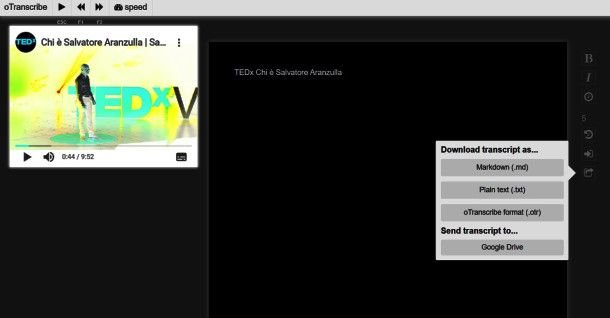 oTranscribe
speed
ESC F1 F2
TEDx
Chi è Salvatore Aranzulla | Sa...
TEDxV
0:44 / 9:52
TEDx Chi è Salvatore Aranzulla
B
I
5
Download transcript as...
Markdown (.md)
Plain text (.txt)
oTranscribe format (.otr)
Send transcript to...
Google Drive